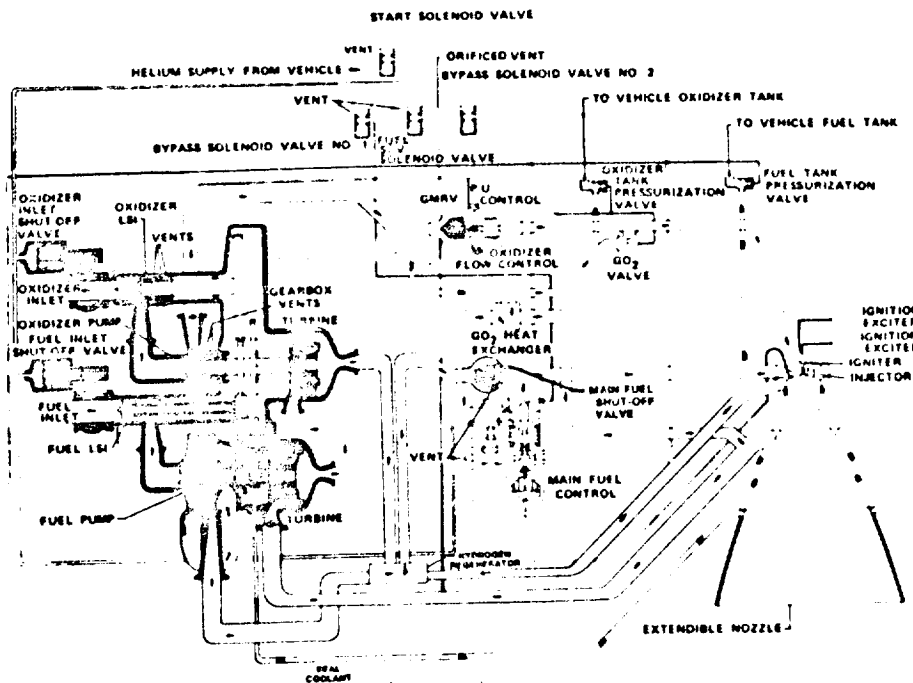 START SOLENOID VALVE
VENT
ORIFICED VENT
HELIUM SUPPLY FROM VEHICLE
BYPASS SOLENOID VALVE NO. 2
VENT
TO VEHICLE OXIDIZER TANK
TO VEHICLE FUEL TANK
BYPASS SOLENOID VALVE NO. 1
FUEL
SOLENOID VALVE
OXIDIZER
INLET
SHUT-OFF
VALVE
OXIDIZER
LSI
VENTS
GMRV
P U
CONTROL
OXIDIZER
TANK
PRESSURIZATION
VALVE
FUEL TANK
PRESSURIZATION
VALVE
OXIDIZER
FLOW CONTROL
GO2
VALVE
OXIDIZER
INLET
GEARBOX
VENTS
TURBINE
OXIDIZER PUMP
FUEL INLET
SHUT-OFF VALVE
GO2 HEAT
EXCHANGER
IGNITION
EXCITER
IGNITION
EXCITER
IGNITER
INJECTOR
MAIN FUEL
SHUT-OFF
VALVE
FUEL
INLET
FUEL LSI
VENT
MAIN FUEL
CONTROL
FUEL PUMP
TURBINE
HYDROGEN
REGENERATOR
EXTENDIBLE NOZZLE
SEAL
COOLANT